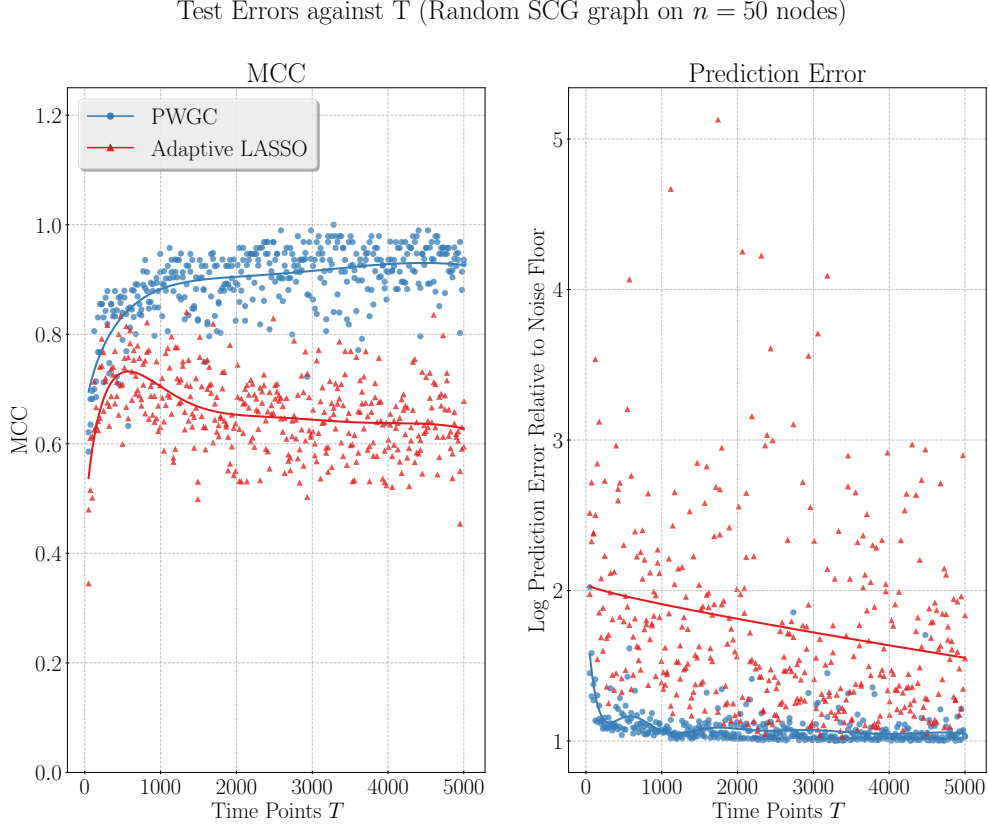 Test Errors against T (Random SCG graph on n = 50 nodes)
MCC
Prediction Error
PWGC
Adaptive LASSO
MCC
1.2
1.0
0.8
0.6
0.4
0.2
0.0
0
1000
2000
3000
4000
5000
Time Points T
Log Prediction Error Relative to Noise Floor
5
4
3
2
1
0
1000
2000
3000
4000
5000
Time Points T